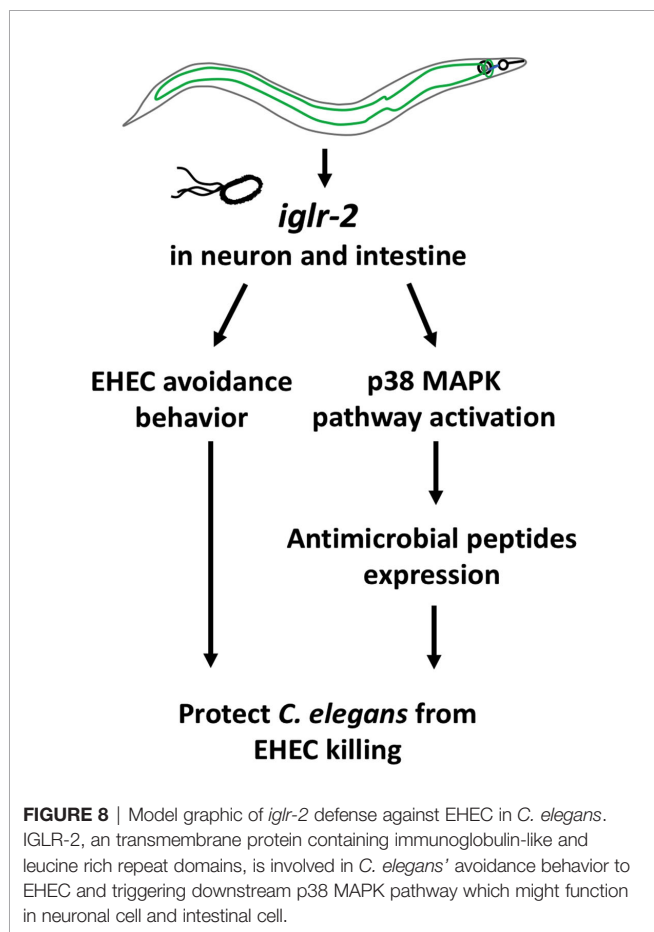 iglr-2
in neuron and intestine
EHEC avoidance
behavior
p38 MAPK
pathway activation
Antimicrobial peptides
expression
Protect C. elegans from
EHEC killing
FIGURE 8 | Model graphic of iglr-2 defense against EHEC in C. elegans.
IGLR-2, an transmembrane protein containing immunoglobulin-like and
leucine rich repeat domains, is involved in C. elegans’ avoidance behavior to
EHEC and triggering downstream p38 MAPK pathway which might function
in neuronal cell and intestinal cell.